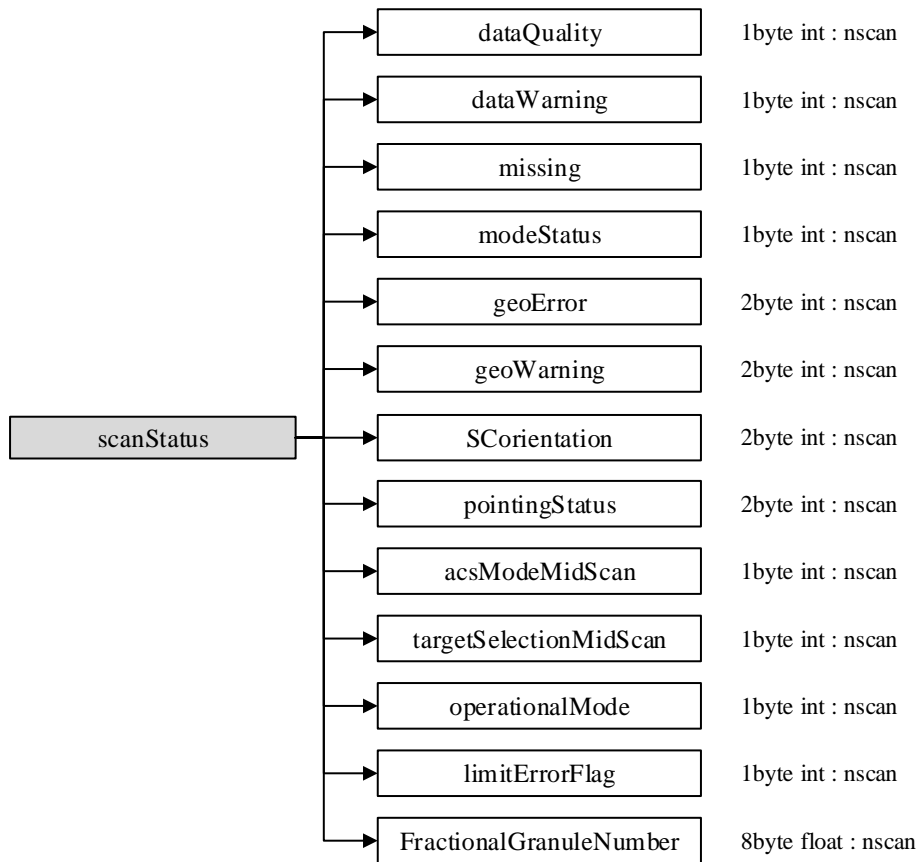 dataQuality 1byte int : nscan
dataWarning 1byte int : nscan
missing 1byte int : nscan
modeStatus 1byte int : nscan
geoError 2byte int : nscan
geoWarning 2byte int : nscan
scanStatus SCorientation 2byte int : nscan
pointingStatus 2byte int : nscan
acsModeMidScan 1byte int : nscan
targetSelectionMidScan 1byte int : nscan
operationalMode 1byte int : nscan
limitErrorFlag 1byte int : nscan
FractionalGranuleNumber 8byte float : nscan